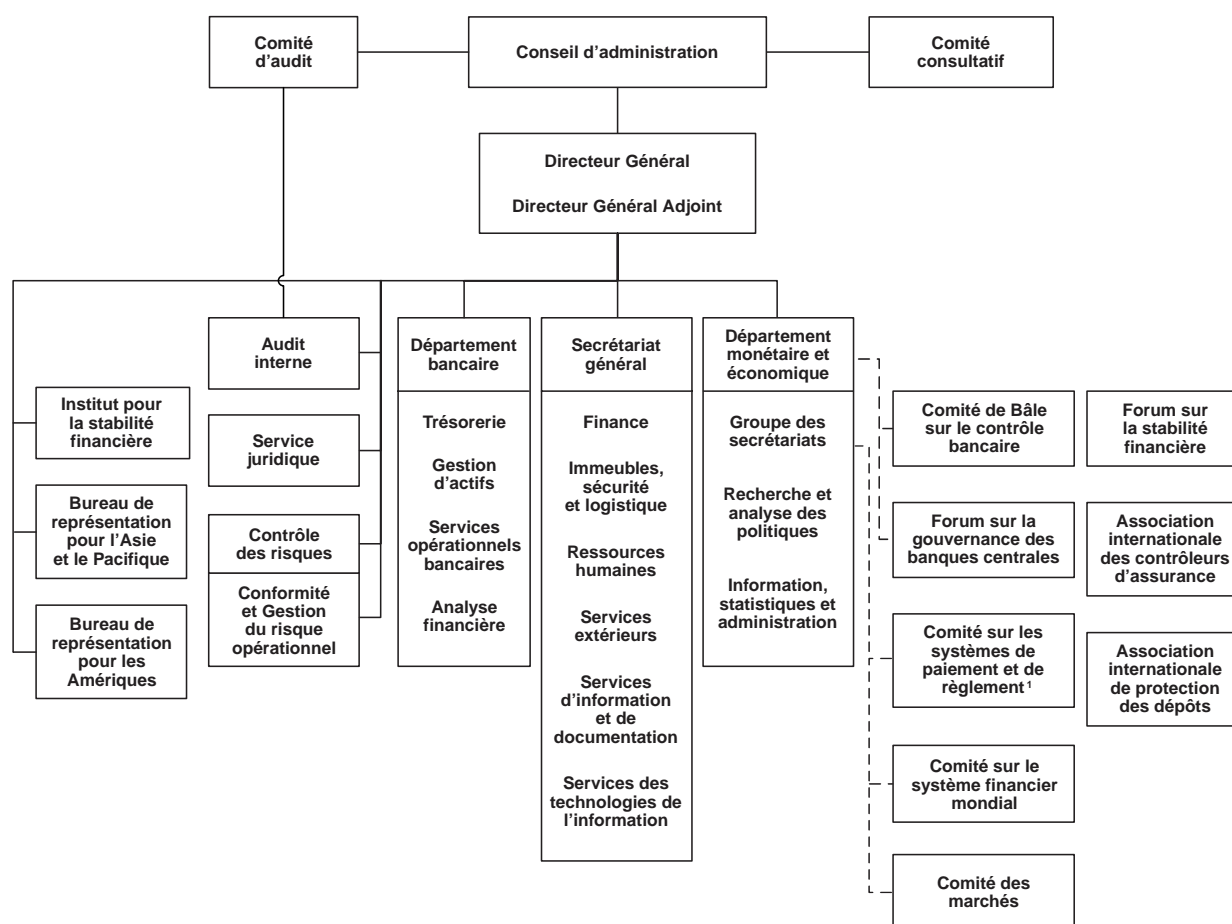 Comité
d'audit
Conseil d'administration
Comité
consultatif
Directeur Général
Directeur Général Adjoint
Audit
interne
Service
juridique
Contrôle
des risques
Conformité
et Gestion
du risque
opérationnel
Institut pour
la stabilité
financière
Bureau de
représentation
pour l'Asie
et le Pacifique
Bureau de
représentation
pour les
Amériques
Département
bancaire
Trésorerie
Gestion
d'actifs
Services
opérationnels
bancaires
Analyse
financière
Secrétariat
général
Finance
Immeubles,
sécurité
et logistique
Ressources
humaines
Services
extérieurs
Services
d'information
et de
documentation
Services des
technologies de
l'information
Département
monétaire et
économique
Groupe des
secrétariats
Recherche et
analyse des
politiques
Information,
statistiques et
administration
Comité de Bâle
sur le contrôle
bancaire
Forum sur la
gouvernance des
banques centrales
Comité sur les
systèmes de
paiement et de
règlement ¹
Comité sur le
système financier
mondial
Comité des
marchés
Forum sur
la stabilité
financière
Association
internationale
des contrôleurs
d'assurance
Association
internationale
de protection
des dépôts